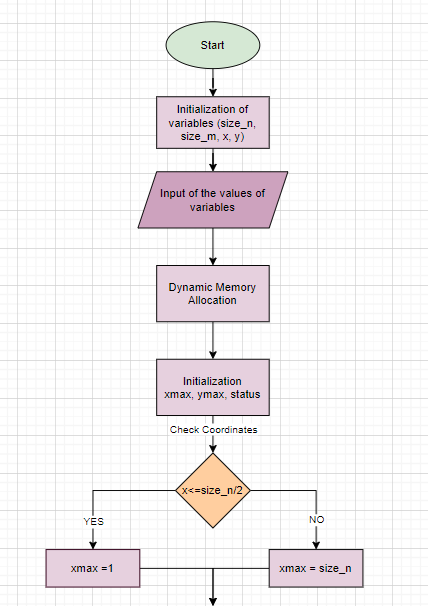 Start
Initialization of
variables (size_n,
size_m, x, y)
Input of the values of
variables
Dynamic Memory
Allocation
Initialization
xmax, ymax, status
Check Coordinates
x<=size_n/2
YES
NO
xmax =1
xmax = size_n